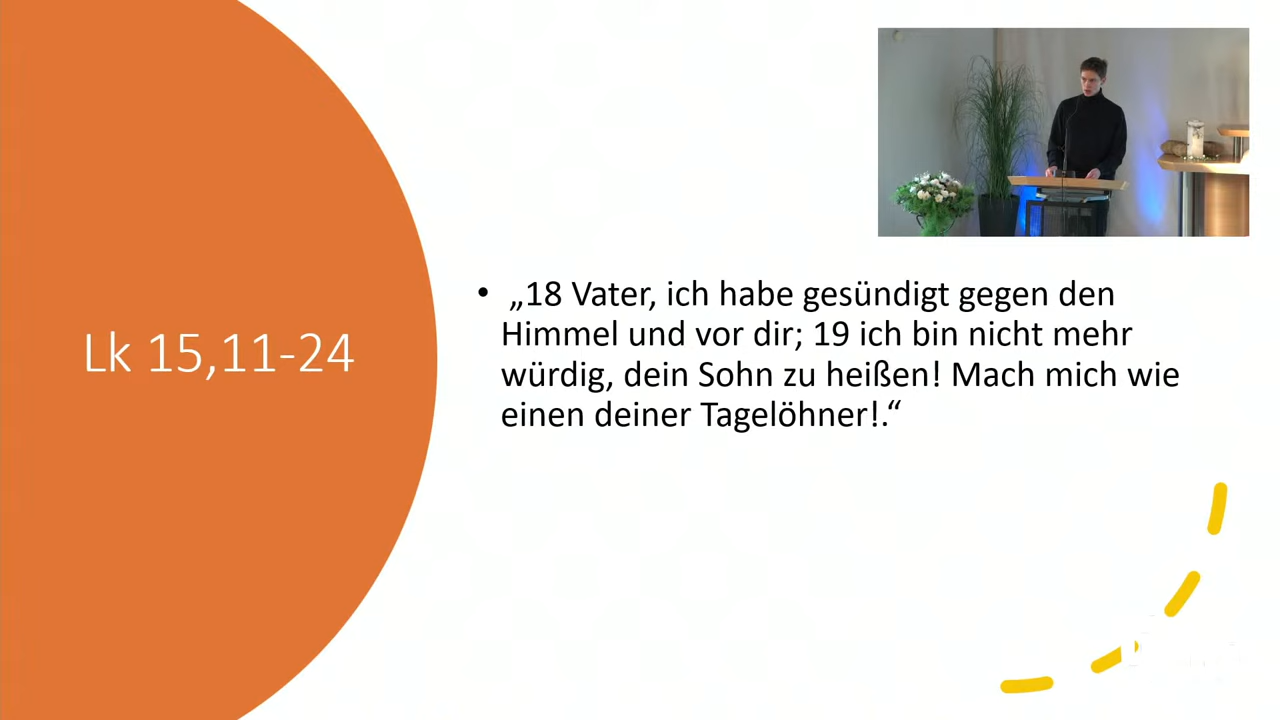 Lk 15,11-24
• „18 Vater, ich habe gesündigt gegen den
Himmel und vor dir; 19 ich bin nicht mehr
würdig, dein Sohn zu heißen! Mach mich wie
einen deiner Tagelöhner!.“